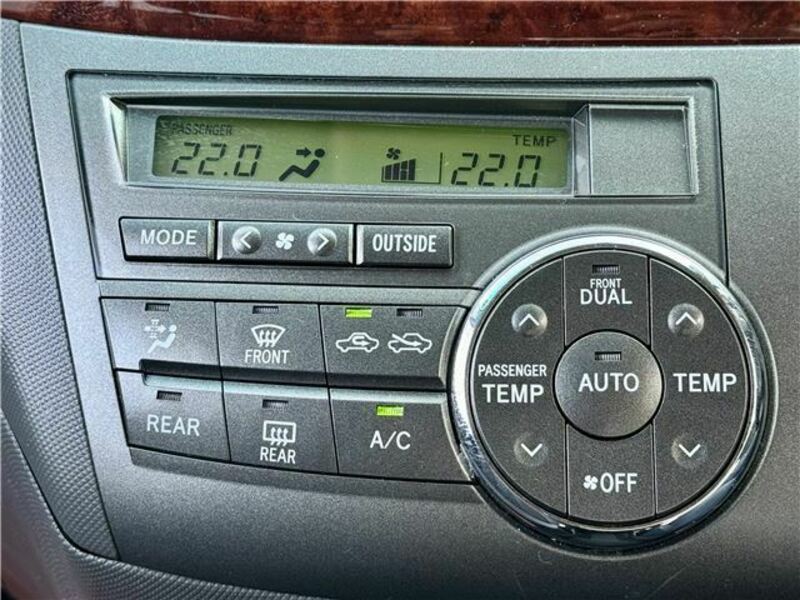 PASSENGER
TEMP
22.0
22.0
MODE
OUTSIDE
FRONT
DUAL
FRONT
PASSENGER
TEMP
AUTO
TEMP
REAR
REAR
A/C
OFF